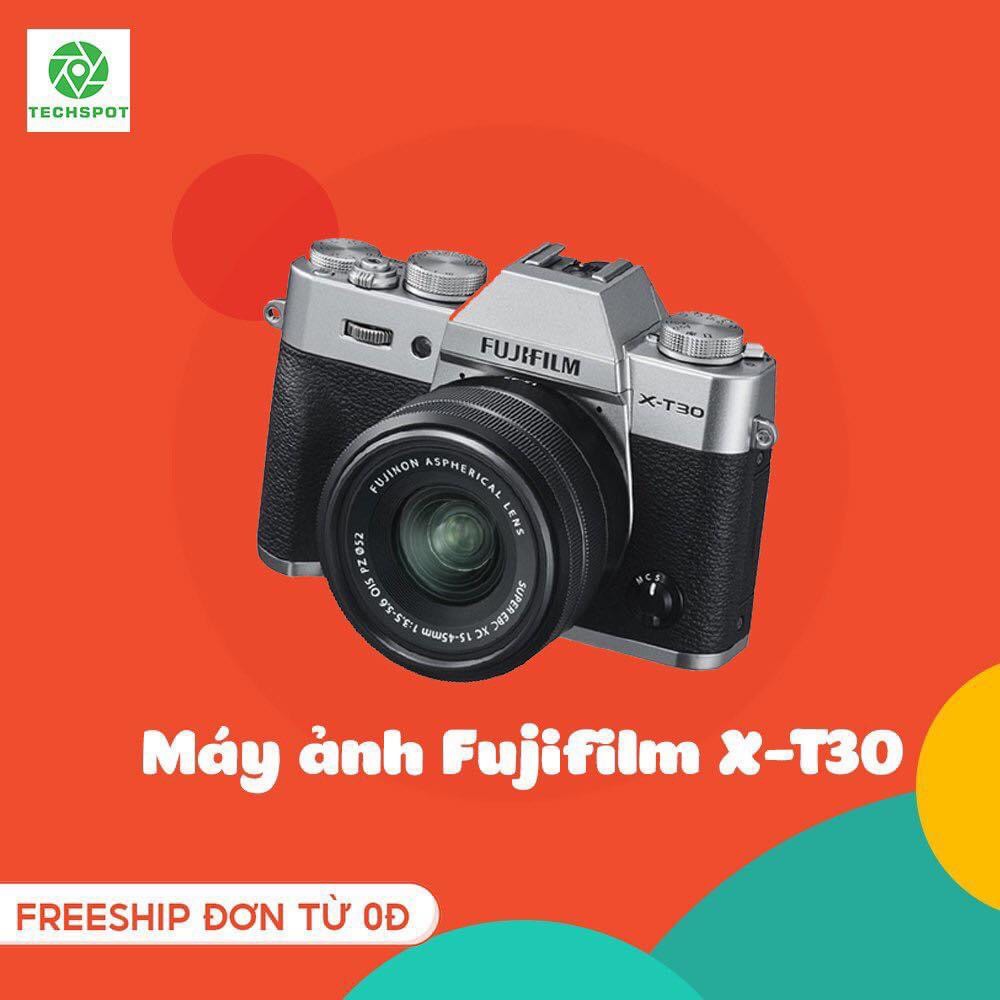 TECHSPOT
FUJIFILM
X-T30
FUJINON ASPHERICAL LENS
SUPER EBC XC 15-45mm 1:3.5-5.6 OIS PZ Ø52
M C S
Máy ảnh Fujifilm X-T30
FREESHIP ĐƠN TỪ 0Đ